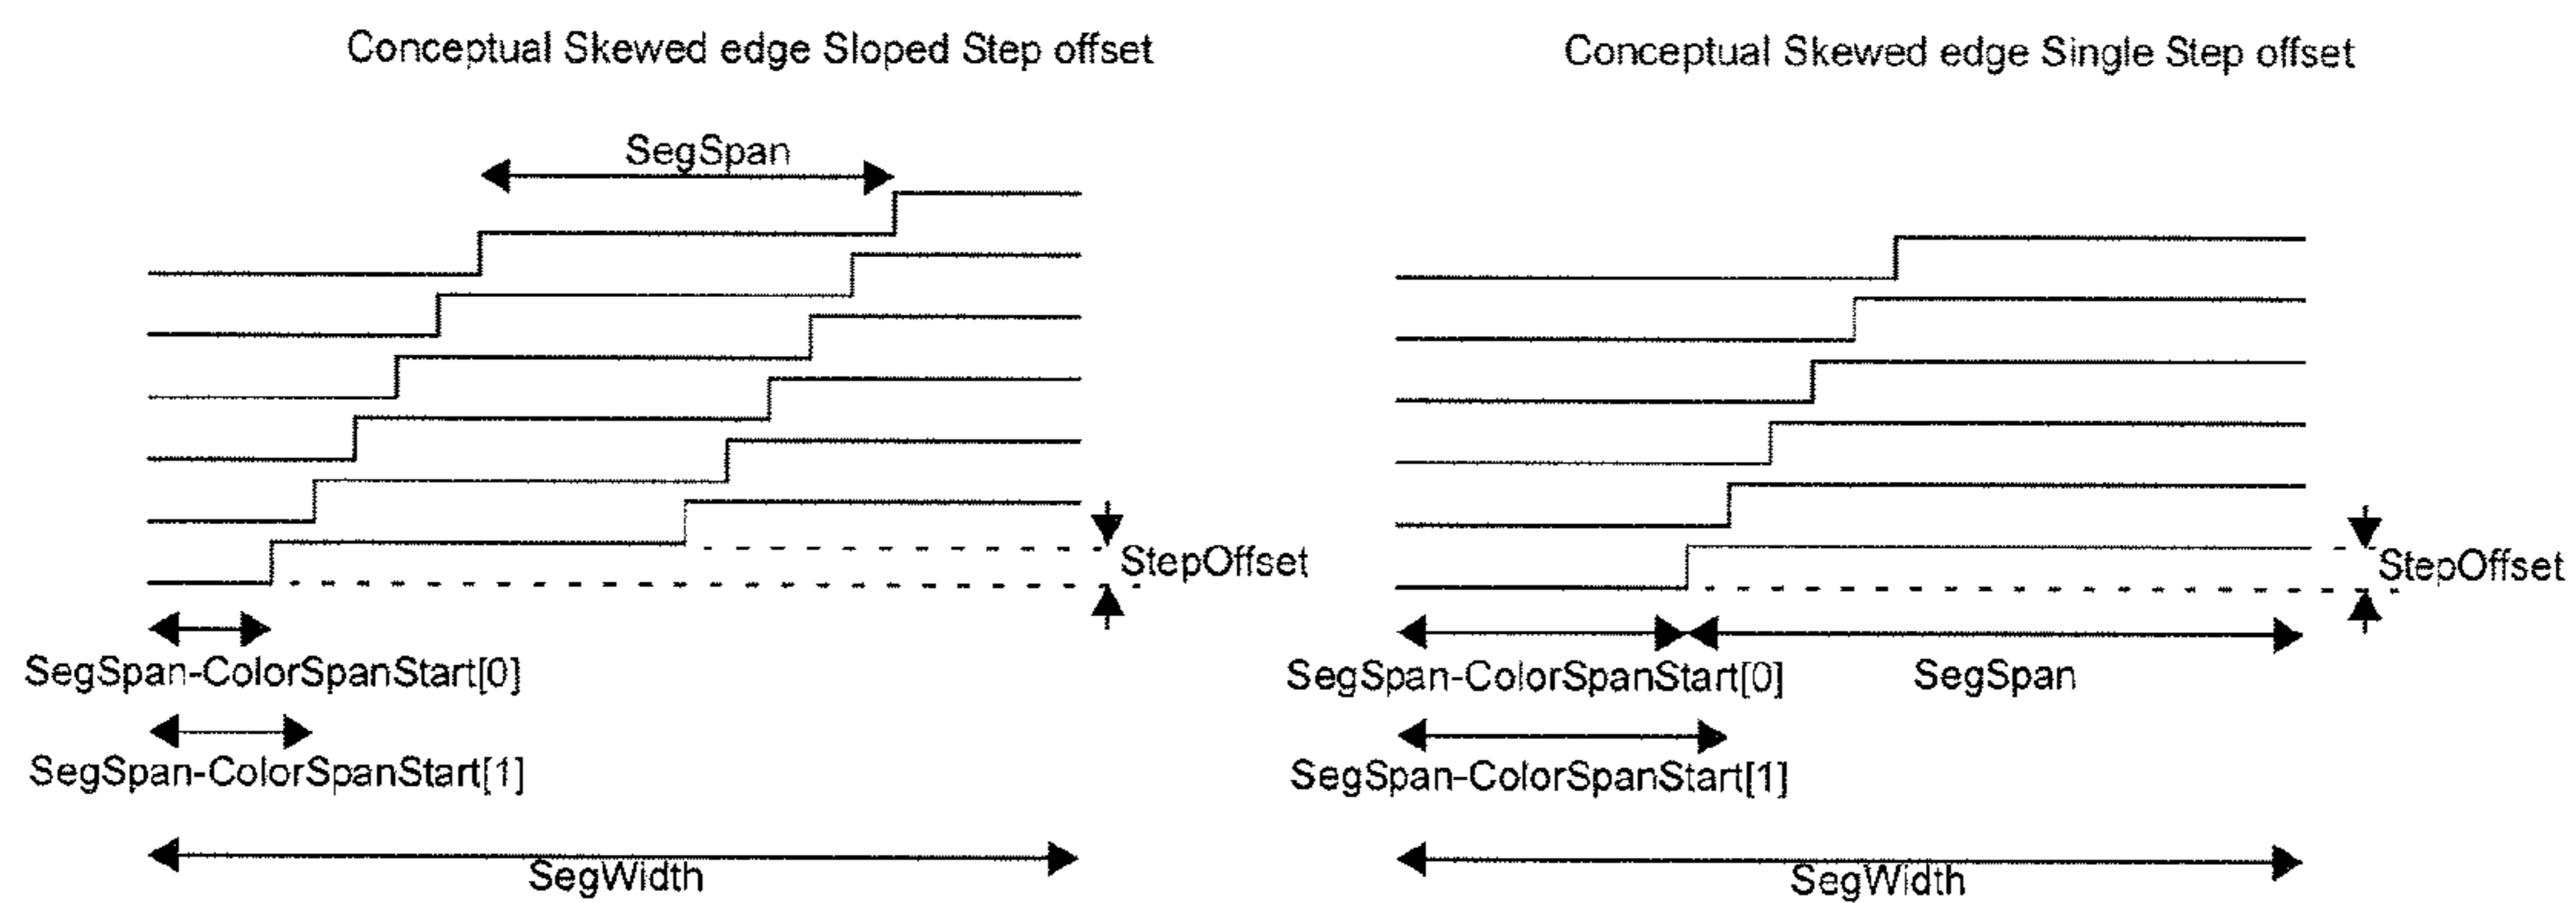 Conceptual Skewed edge Sloped Step offset
SegSpan
StepOffset
SegSpan-ColorSpanStart[0]
SegSpan-ColorSpanStart[1]
SegWidth
Conceptual Skewed edge Single Step offset
StepOffset
SegSpan-ColorSpanStart[0]
SegSpan
SegSpan-ColorSpanStart[1]
SegWidth